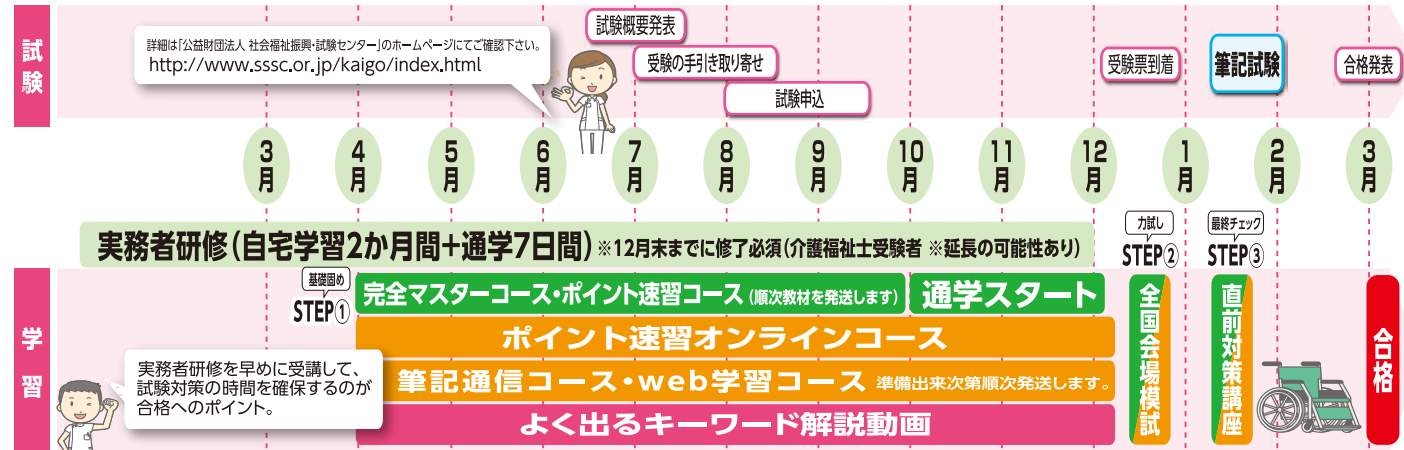 試験
詳細は「公益財団法人 社会福祉振興・試験センター」のホームページにてご確認下さい。
http://www.sssc.or.jp/kaigo/index.html
試験概要発表
受験の手引き取り寄せ
試験申込
受験票到着
筆記試験
合格発表
3月
4月
5月
6月
7月
8月
9月
10月
11月
12月
1月
2月
3月
実務者研修(自宅学習2か月間+通学7日間)※12月末までに修了必須(介護福祉士受験者 ※延長の可能性あり)
力試し
STEP②
最終チェック
STEP③
学習
基礎固め
STEP①
完全マスターコース・ポイント速習コース(順次教材を発送します)
通学スタート
ポイント速習オンラインコース
筆記通信コース・web学習コース 準備出来次第順次発送します。
よく出るキーワード解説動画
全国会場模試
直前対策講座
合格
実務者研修を早めに受講して、
試験対策の時間を確保するのが
合格へのポイント。